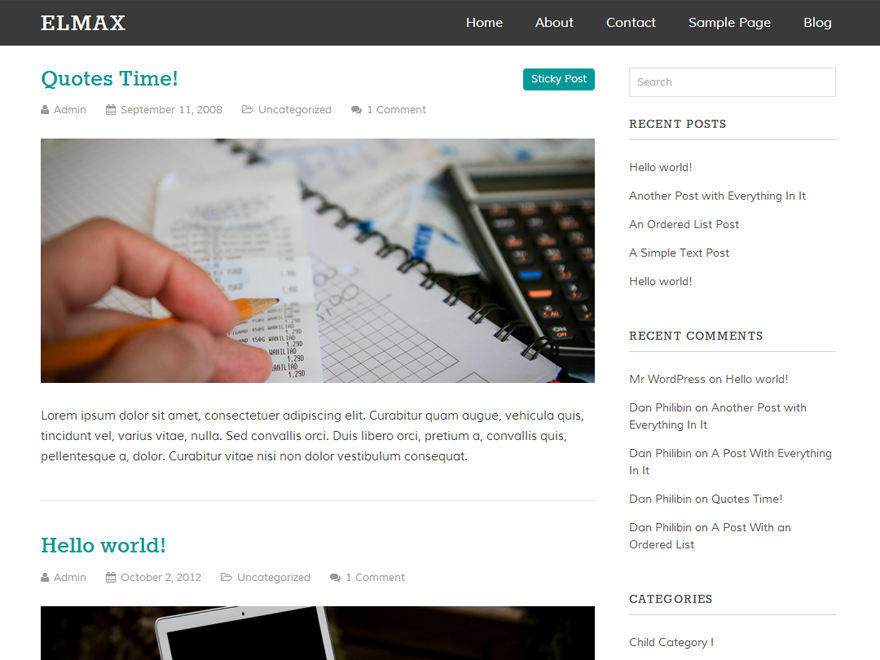 ELMAX
Home About Contact Sample Page Blog
Quotes Time!
Sticky Post
Admin September 11, 2008 Uncategorized 1 Comment
Lorem ipsum dolor sit amet, consectetuer adipiscing elit. Curabitur quam augue, vehicula quis,
tincidunt vel, varius vitae, nulla. Sed convallis orci. Duis libero orci, pretium a, convallis quis,
pellentesque a, dolor. Curabitur vitae nisi non dolor vestibulum consequat.
Hello world!
Admin October 2, 2012 Uncategorized 1 Comment
Search
RECENT POSTS
Hello world!
Another Post with Everything In It
An Ordered List Post
A Simple Text Post
Hello world!
RECENT COMMENTS
Mr WordPress on Hello world!
Dan Philibin on Another Post with
Everything In It
Dan Philibin on A Post With Everything
In It
Dan Philibin on Quotes Time!
Dan Philibin on A Post With an
Ordered List
CATEGORIES
Child Category I